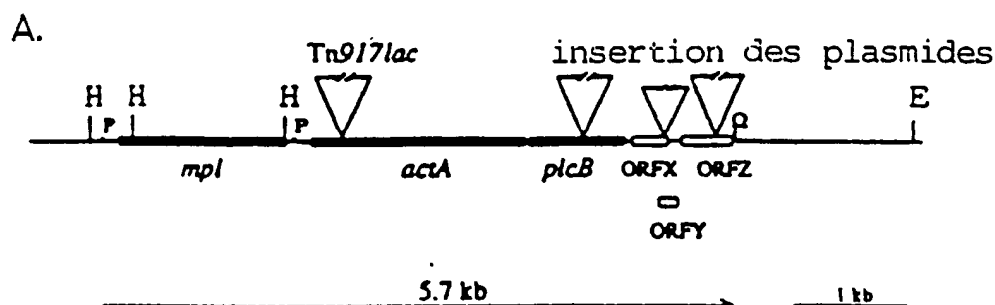 A.
Tn917lac insertion des plasmides
H H H E
P P Ω
mpl actA plcB ORFX ORFZ
ORFY
5.7 kb 1 kb